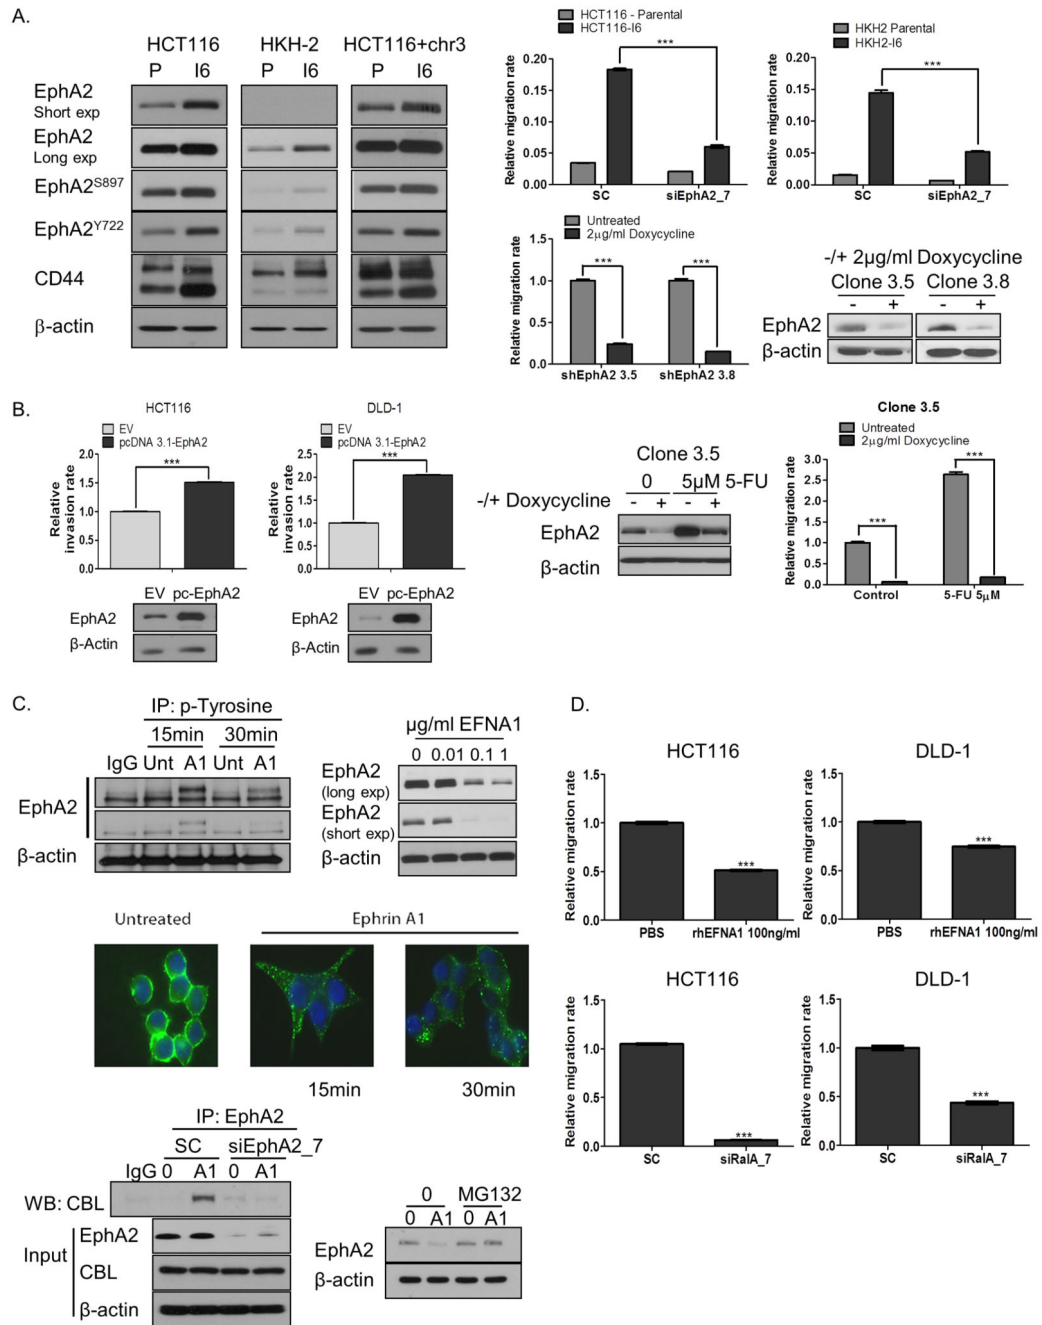 A.
HCT116 HKH-2 HCT116+chr3
P I6 P I6 P I6
EphA2
Short exp
EphA2
Long exp
EphA2S897
EphA2Y722
CD44
β-actin
HCT116 - Parental
HCT116-I6
***
Relative migration rate
0.20
0.15
0.10
0.05
0.00
SC siEphA2_7
HKH2 Parental
HKH2-I6
***
Relative migration rate
0.20
0.15
0.10
0.05
0.00
SC siEphA2_7
Untreated
2µg/ml Doxycycline
*** ***
Relative migration rate
1.5
1.0
0.5
0.0
shEphA2 3.5 shEphA2 3.8
-/+ 2µg/ml Doxycycline
Clone 3.5 Clone 3.8
- + - +
EphA2
β-actin
B.
HCT116
EV
pcDNA 3.1-EphA2
***
Relative
invasion rate
2.0
1.5
1.0
0.5
0.0
EV pc-EphA2
EphA2
β-Actin
DLD-1
EV
pcDNA 3.1-EphA2
***
Relative
invasion rate
2.5
2.0
1.5
1.0
0.5
0.0
EV pc-EphA2
EphA2
β-Actin
Clone 3.5
0 5µM 5-FU
-/+ Doxycycline - + - +
EphA2
β-actin
Clone 3.5
Untreated
2µg/ml Doxycycline
***
***
Relative migration rate
3.0
2.5
2.0
1.5
1.0
0.5
0.0
Control 5-FU 5µM
C.
IP: p-Tyrosine
15min 30min
IgG Unt A1 Unt A1
EphA2
β-actin
µg/ml EFNA1
0 0.01 0.1 1
EphA2
(long exp)
EphA2
(short exp)
β-actin
Untreated Ephrin A1
15min 30min
IP: EphA2
SC siEphA2_7
IgG 0 A1 0 A1
WB: CBL
Input
EphA2
CBL
β-actin
0 MG132
0 A1 0 A1
EphA2
β-actin
D.
HCT116
Relative migration rate
1.5
1.0
0.5
0.0
***
PBS rhEFNA1 100ng/ml
DLD-1
Relative migration rate
1.5
1.0
0.5
0.0
***
PBS rhEFNA1 100ng/ml
HCT116
Relative migration rate
1.5
1.0
0.5
0.0
***
SC siRalA_7
DLD-1
Relative migration rate
1.5
1.0
0.5
0.0
***
SC siRalA_7